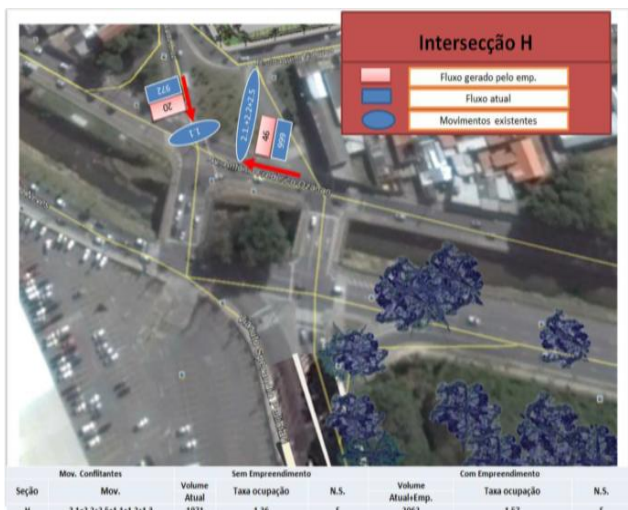 Intersecção H
Fluxo gerado pelo emp.
Fluxo atual
Movimentos existentes
972
20
1.1
2.1.+2.2+2.5
46
999
Mov. Conflitantes Sem Empreendimento Com Empreendimento
Seção Mov. Volume Atual Taxa ocupação N.S. Volume Atual+Emp. Taxa ocupação N.S.